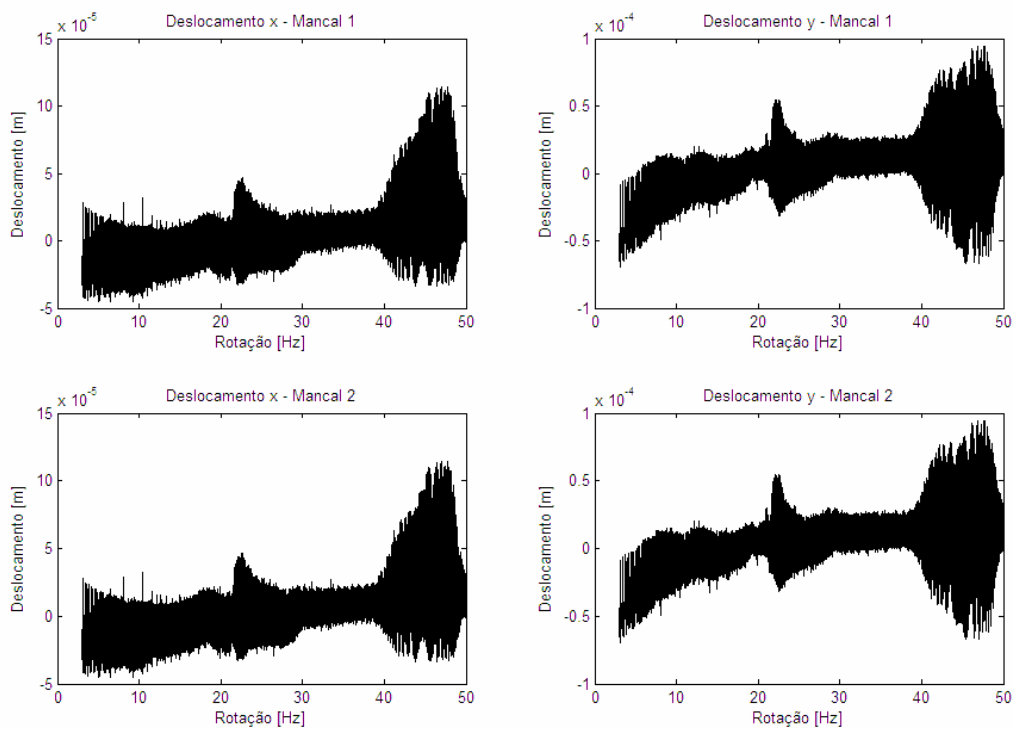 Deslocamento x - Mancal 1
x 10^-5
15
10
5
0
-5
Deslocamento [m]
0 10 20 30 40 50
Rotação [Hz]
Deslocamento y - Mancal 1
x 10^-4
1
0.5
0
-0.5
-1
Deslocamento [m]
0 10 20 30 40 50
Rotação [Hz]
Deslocamento x - Mancal 2
x 10^-5
15
10
5
0
-5
Deslocamento [m]
0 10 20 30 40 50
Rotação [Hz]
Deslocamento y - Mancal 2
x 10^-4
1
0.5
0
-0.5
-1
Deslocamento [m]
0 10 20 30 40 50
Rotação [Hz]